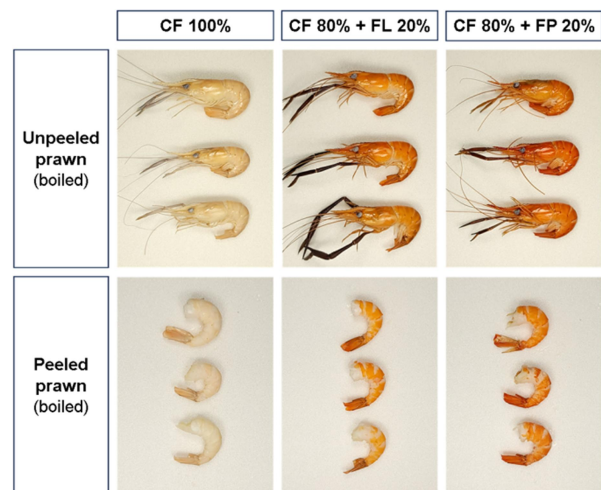 CF 100%
CF 80% + FL 20%
CF 80% + FP 20%
Unpeeled
prawn
(boiled)
Peeled
prawn
(boiled)